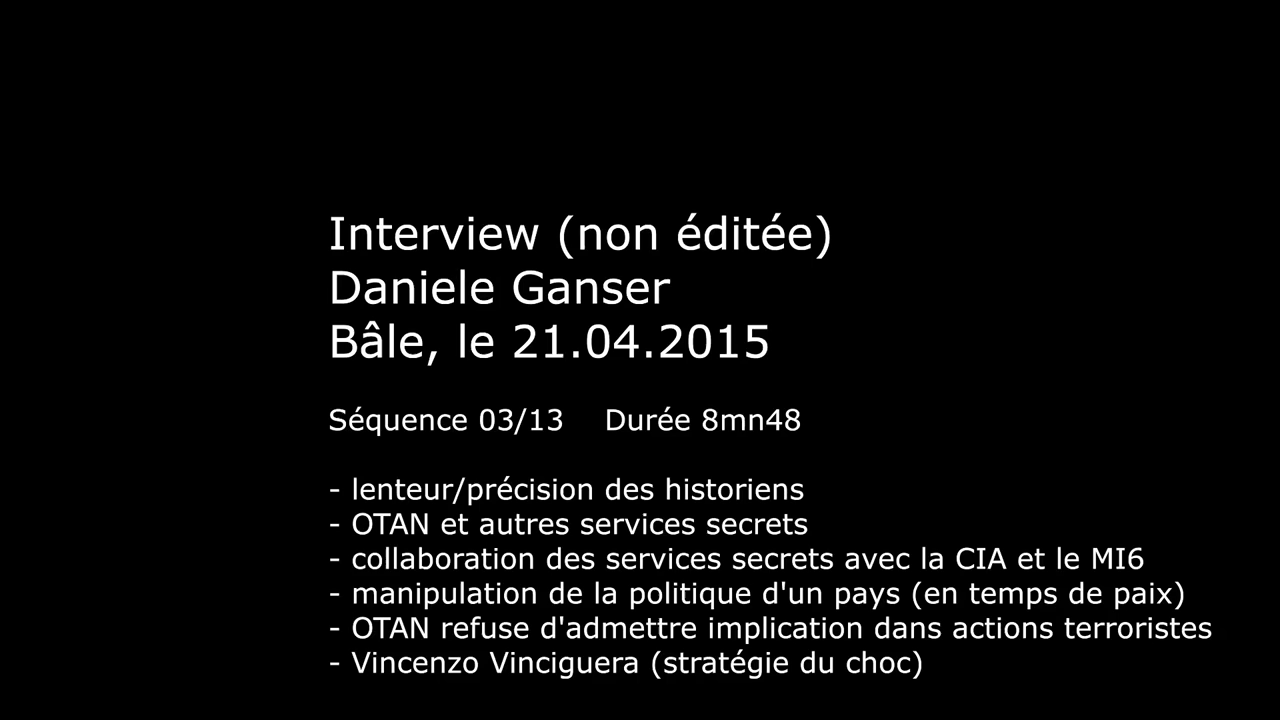 Interview (non éditée)
Daniele Ganser
Bâle, le 21.04.2015
Séquence 03/13 Durée 8mn48
- lenteur/précision des historiens
- OTAN et autres services secrets
- collaboration des services secrets avec la CIA et le MI6
- manipulation de la politique d'un pays (en temps de paix)
- OTAN refuse d'admettre implication dans actions terroristes
- Vincenzo Vinciguera (stratégie du choc)